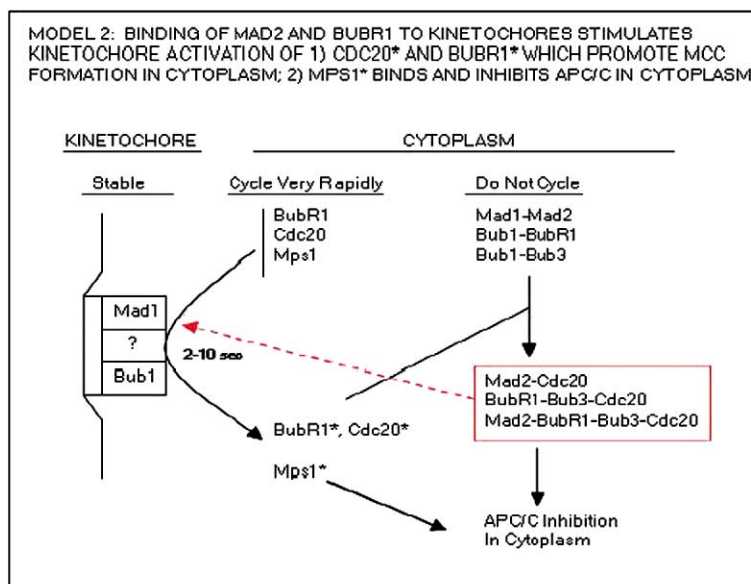 MODEL 2: BINDING OF MAD2 AND BUBR1 TO KINETOCHORES STIMULATES
KINETOCHORE ACTIVATION OF 1) CDC20* AND BUBR1* WHICH PROMOTE MCC
FORMATION IN CYTOPLASM; 2) MPS1* BINDS AND INHIBITS APC/C IN CYTOPLASM
KINETOCHORE
CYTOPLASM
Stable
Cycle Very Rapidly
Do Not Cycle
BubR1
Cdc20
Mps1
Mad1-Mad2
Bub1-BubR1
Bub1-Bub3
Mad1
?
Bub1
2-10 sec
Mad2-Cdc20
BubR1-Bub3-Cdc20
Mad2-BubR1-Bub3-Cdc20
BubR1*, Cdc20*
Mps1*
APC/C Inhibition
In Cytoplasm